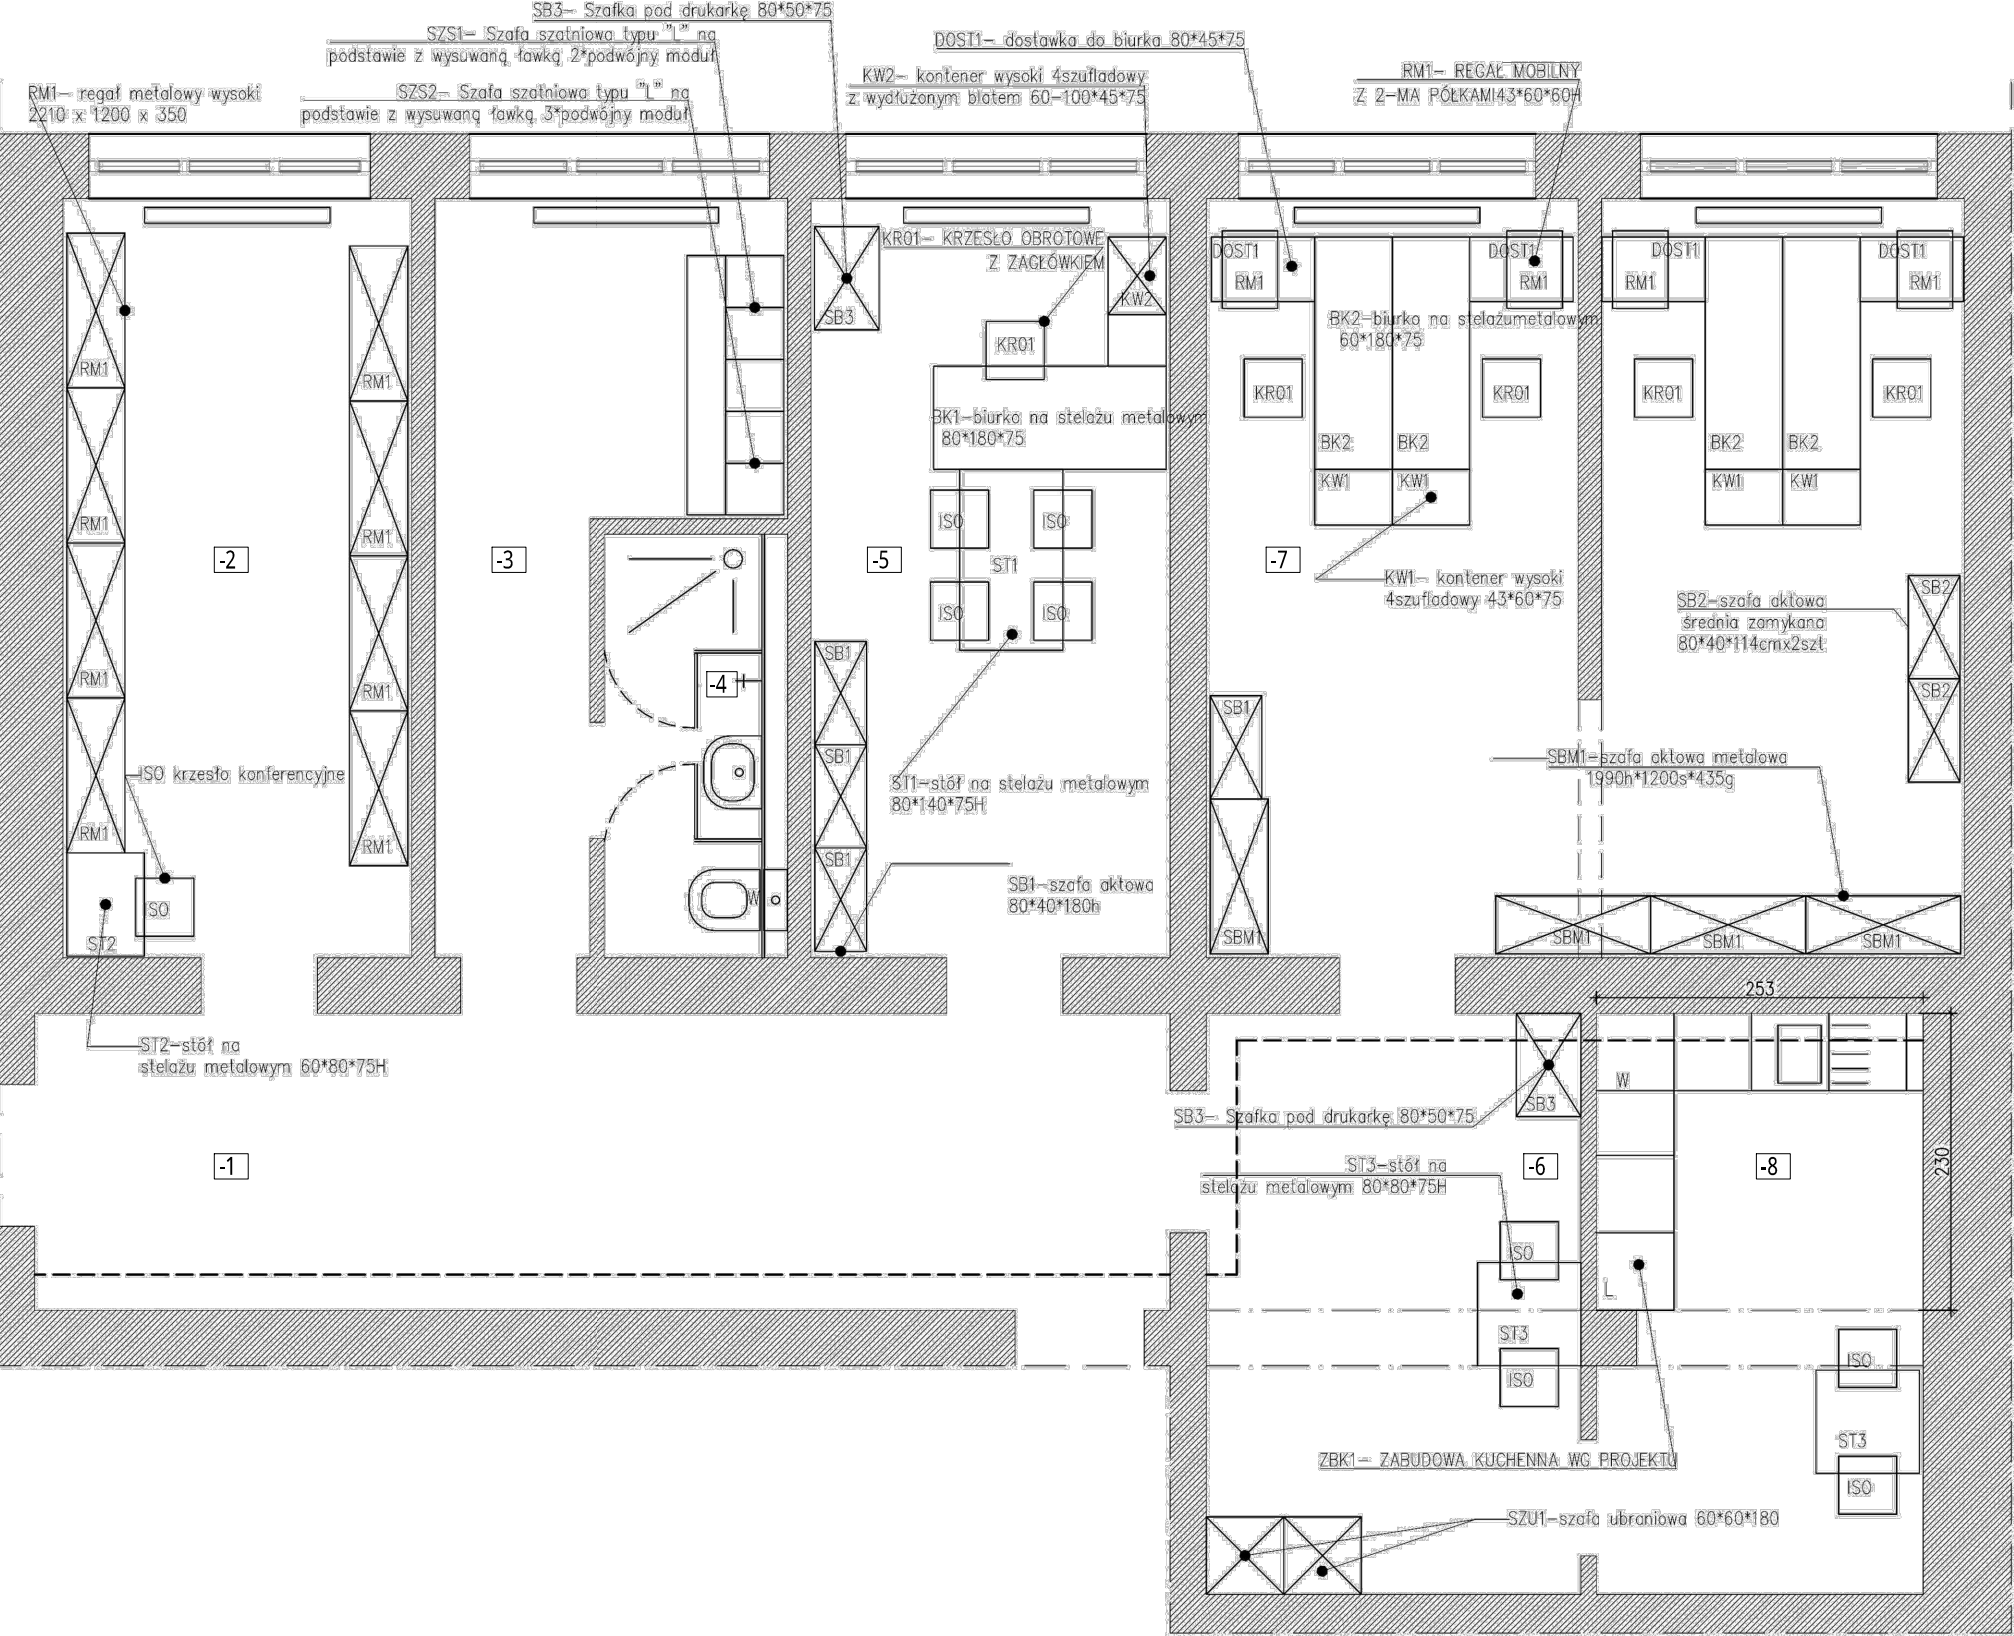 SB3- Szafka pod drukarkę 80*50*75
SZS1- Szafa szatniowa typu "L" na
podstawie z wysuwaną ławką 2*podwójny moduł
DOST1- dostawka do biurka 80*45*75
KW2- kontener wysoki 4szufladowy
z wydłużonym blatem 60-100*45*75
RM1- REGAŁ MOBILNY
Z 2-MA PÓŁKAMI43*60*60H
RM1- regał metalowy wysoki
2210 x 1200 x 350
SZS2- Szafa szatniowa typu "L" na
podstawie z wysuwaną ławką 3*podwójny moduł
KR01- KRZESŁO OBROTOWE
Z ZAGŁÓWKIEM
DOST1
DOST1
DOST1
DOST1
RM1
RM1
RM1
RM1
KW2
SB3
BK2-biurko na stelażumetalowym
60*180*75
KR01
RM1
RM1
KR01
KR01
KR01
KR01
BK1-biurko na stelażu metalowym
80*180*75
BK2
BK2
BK2
BK2
KW1
KW1
KW1
KW1
RM1
RM1
ISO
ISO
-2
-3
-5
ST1
-7
KW1- kontener wysoki
4szufladowy 43*60*75
SB2
SB2-szafa aktowa
średnia zamykana
80*40*114cmx2szt
ISO
ISO
SB1
RM1
RM1
-4
SB2
SB1
SB1
SBM1-szafa aktowa metalowa
1990h*1200s*435g
ISO krzesło konferencyjne
ST1-stół na stelażu metalowym
80*140*75H
RM1
RM1
SB1
SB1-szafa aktowa
80*40*180h
W
ISO
ST2
SBM1
SBM1
SBM1
SBM1
253
ST2-stół na
stelażu metalowym 60*80*75H
W
SB3
SB3- Szafka pod drukarkę 80*50*75
-1
ST3-stół na
stelażu metalowym 80*80*75H
-6
-8
230
ISO
L
ST3
ISO
ISO
ST3
ISO
ZBK1- ZABUDOWA KUCHENNA WG PROJEKTU
SZU1-szafa ubraniowa 60*60*180